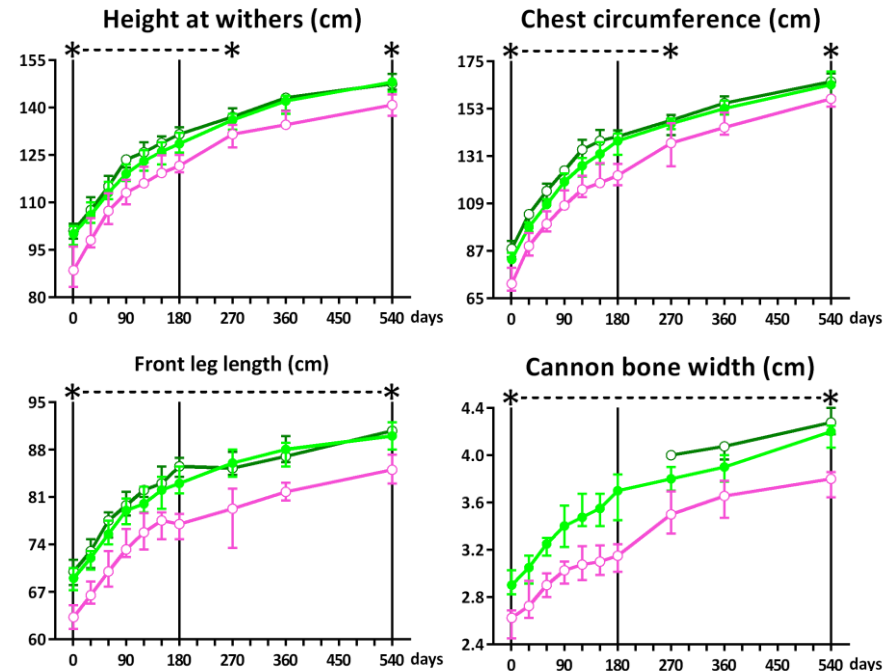 Height at withers (cm)
* *  *
155
140
125
110
95
80
0 90 180 270 360 450 540 days
Chest circumference (cm)
* *  *
175
153
131
109
87
65
0 90 180 270 360 450 540 days
Front leg length (cm)
* *
95
88
81
74
67
60
0 90 180 270 360 450 540 days
Cannon bone width (cm)
* *
4.4
4.0
3.6
3.2
2.8
2.4
0 90 180 270 360 450 540 days